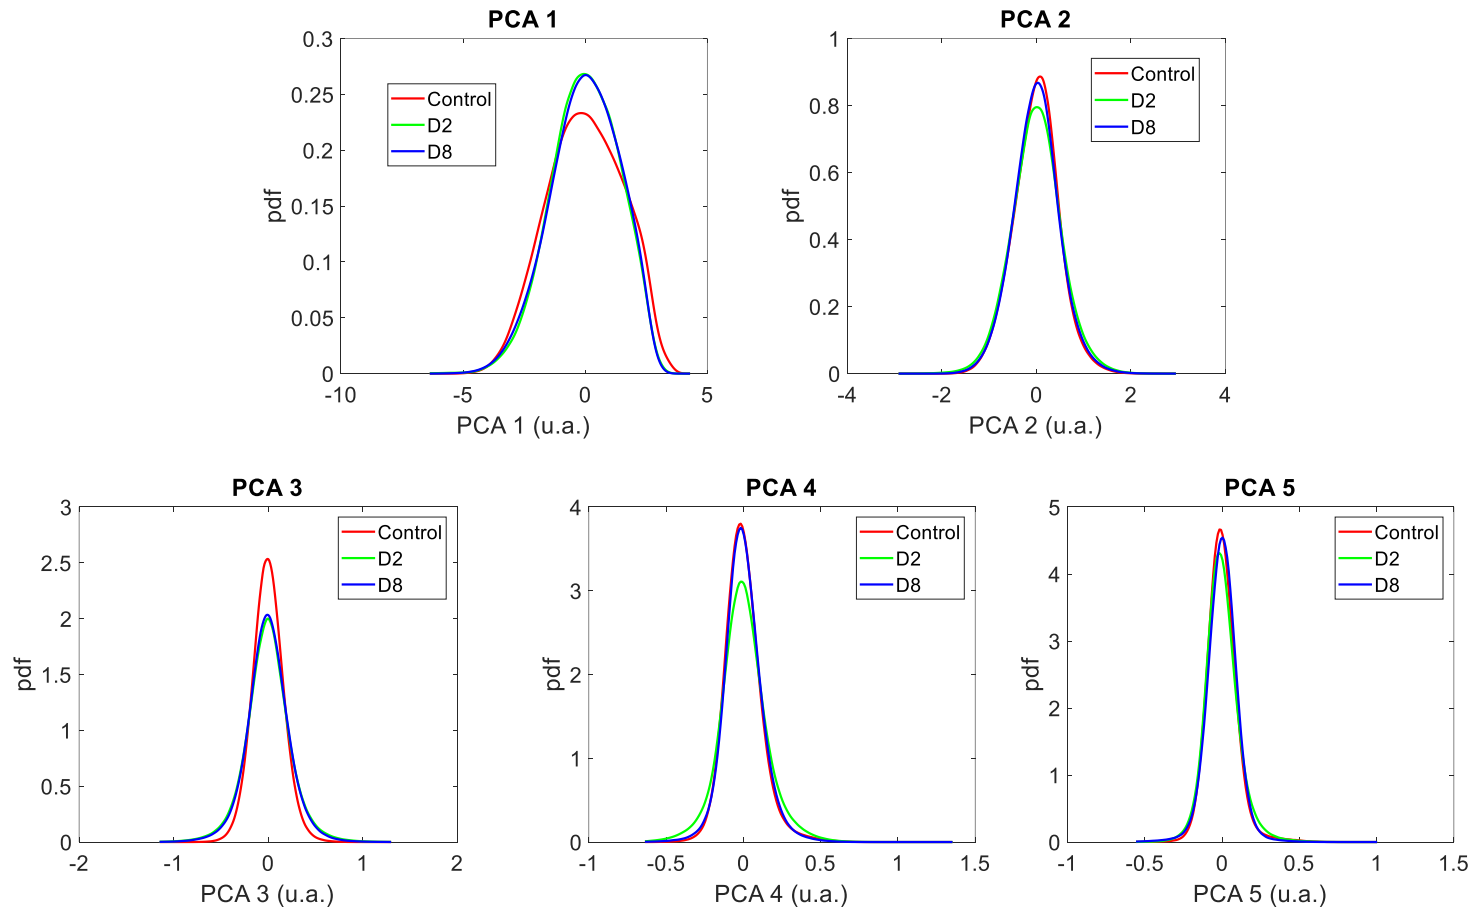 PCA 1
0.3
0.25
0.2
0.15
0.1
0.05
0
pdf
Control
D2
D8
-10
-5
0
5
PCA 1 (u.a.)
PCA 2
1
0.8
0.6
0.4
0.2
0
pdf
Control
D2
D8
-4
-2
0
2
4
PCA 2 (u.a.)
PCA 3
3
2.5
2
1.5
1
0.5
0
pdf
Control
D2
D8
-2
-1
0
1
2
PCA 3 (u.a.)
PCA 4
4
3
2
1
0
pdf
Control
D2
D8
-1
-0.5
0
0.5
1
1.5
PCA 4 (u.a.)
PCA 5
5
4
3
2
1
0
pdf
Control
D2
D8
-1
-0.5
0
0.5
1
1.5
PCA 5 (u.a.)